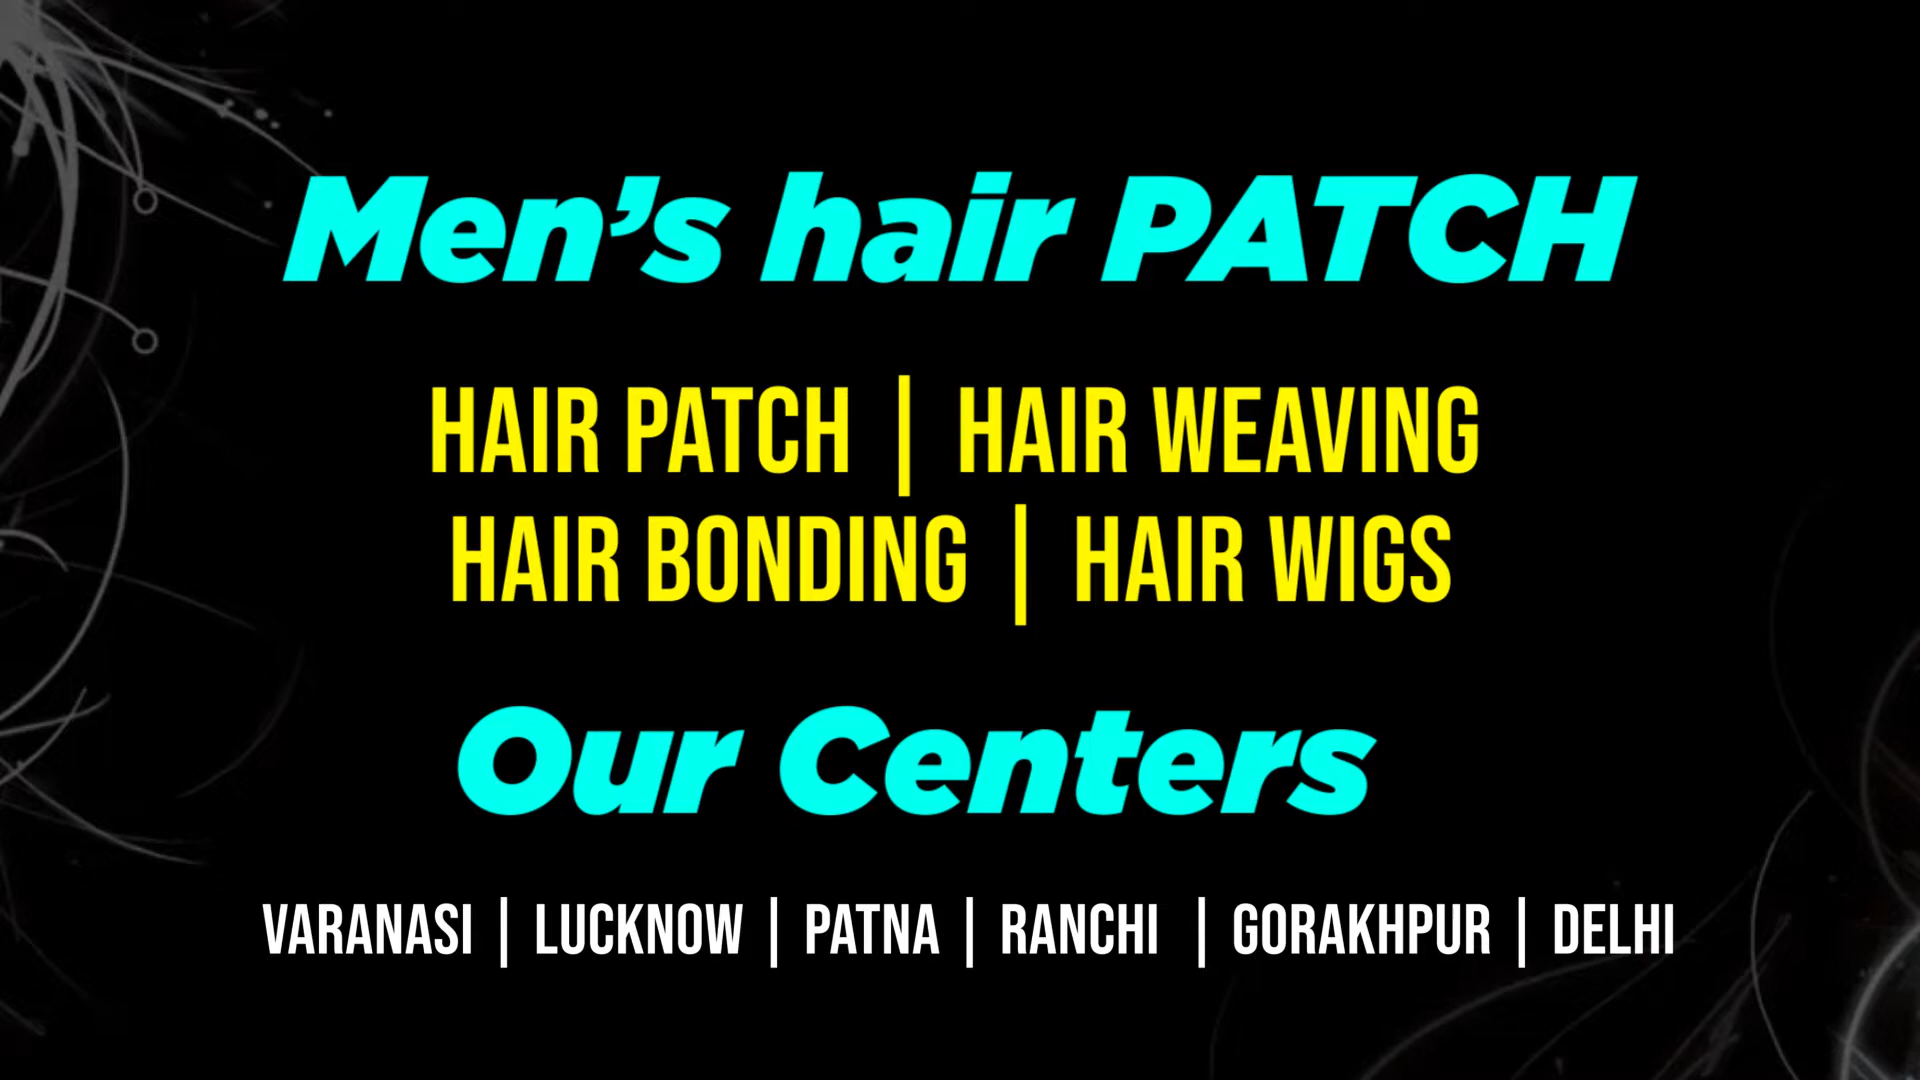 Men’s hair PATCH
HAIR PATCH | HAIR WEAVING
HAIR BONDING | HAIR WIGS
Our Centers
VARANASI | LUCKNOW | PATNA | RANCHI | GORAKHPUR | DELHI